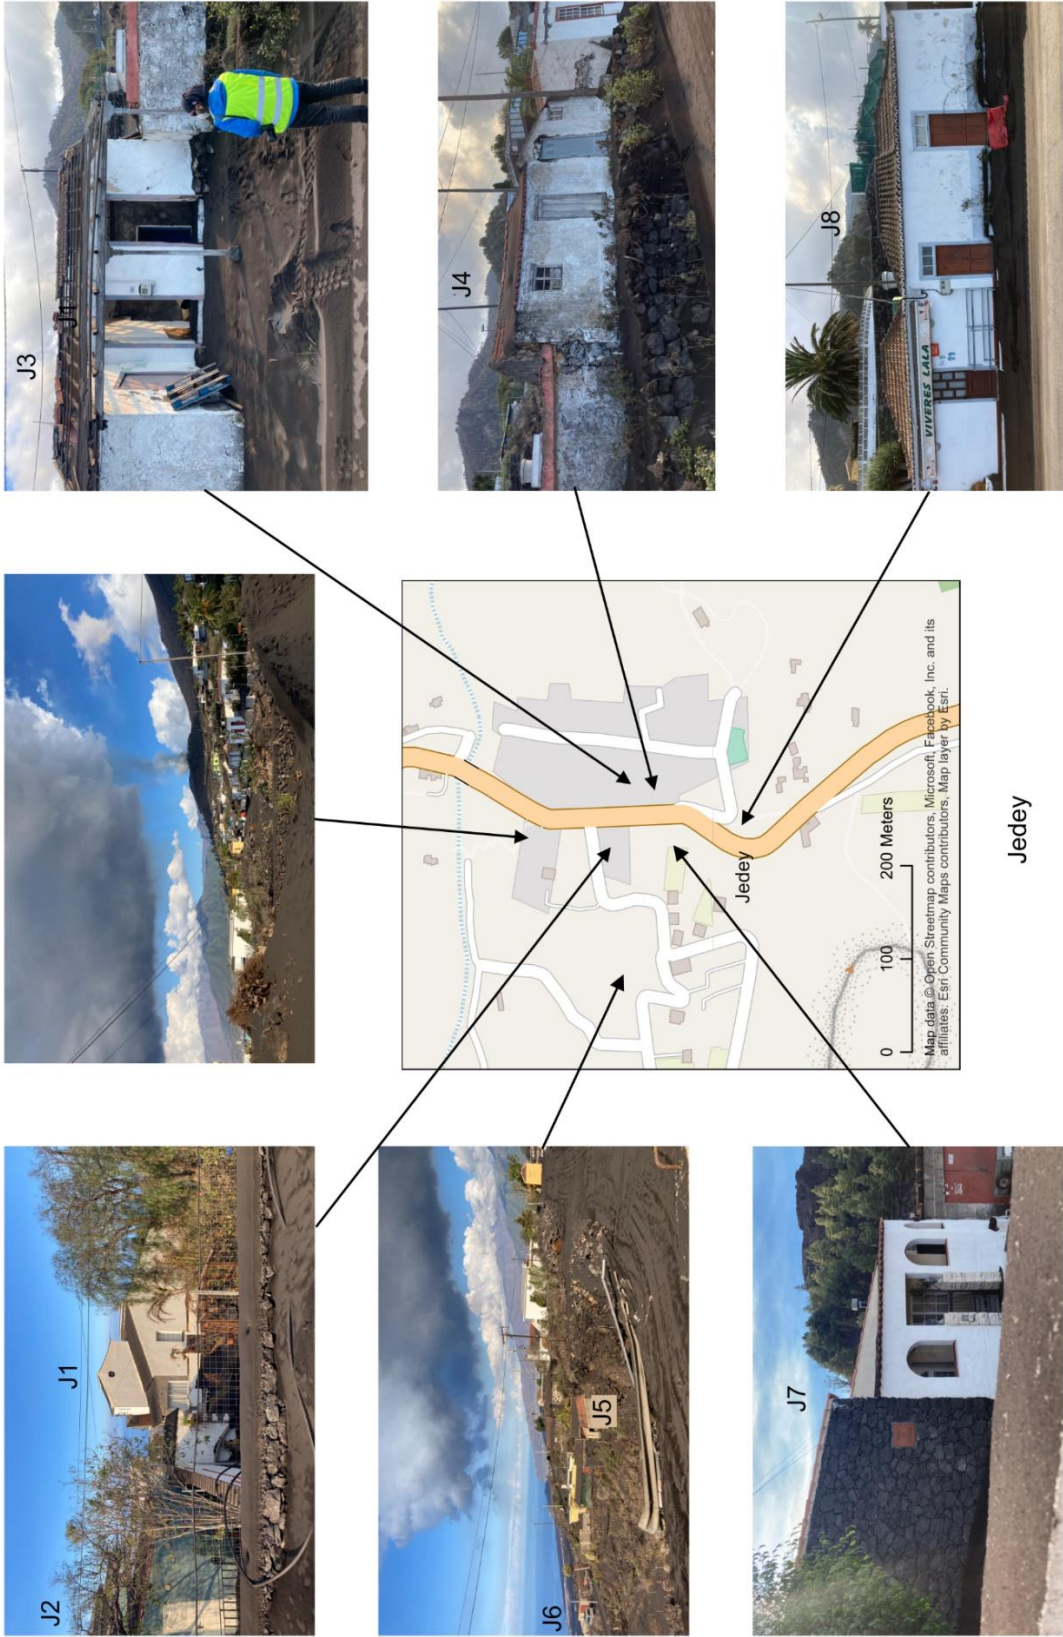 J2
J1
J3
J6
J5
J4
J7
Jedey
0 100 200 Meters
Map data © Open Streetmap contributors, Microsoft, Facebook, Inc. and its
affiliates: Esri Community Maps contributors, Map layer by Esri.
J8
VIVERES LALA
Jedey